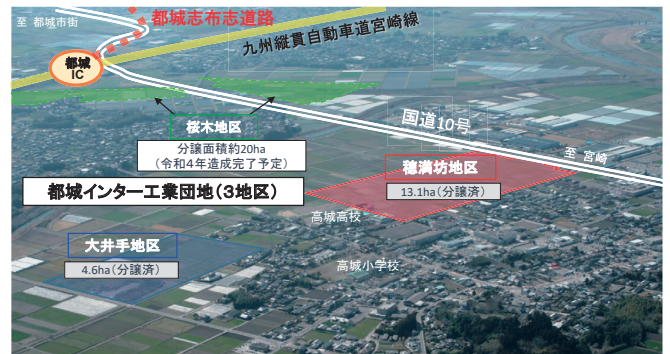 至 都城市街
都城志布志道路
九州縦貫自動車道宮崎線
都城
IC
国道10号
桜木地区
分譲面積約20ha
（令和４年造成完了予定）
至 宮崎
穂満坊地区
13.1ha（分譲済）
都城インター工業団地（３地区）
高城高校
大井手地区
4.6ha（分譲済）
高城小学校